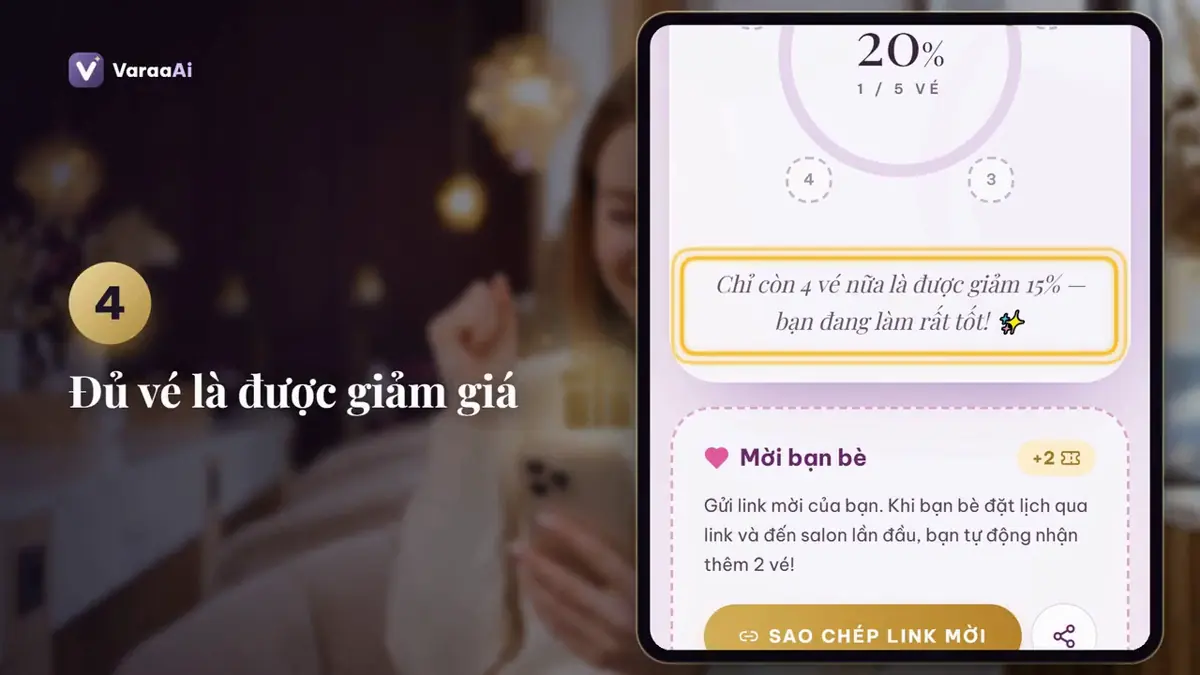 VaraaAi
4
Đủ vé là được giảm giá
20%
1 / 5 VÉ
4
3
Chỉ còn 4 vé nữa là được giảm 15% —
bạn đang làm rất tốt! ✨
Mời bạn bè
+2
Gửi link mời của bạn. Khi bạn bè đặt lịch qua
link và đến salon lần đầu, bạn tự động nhận
thêm 2 vé!
SAO CHÉP LINK MỜI